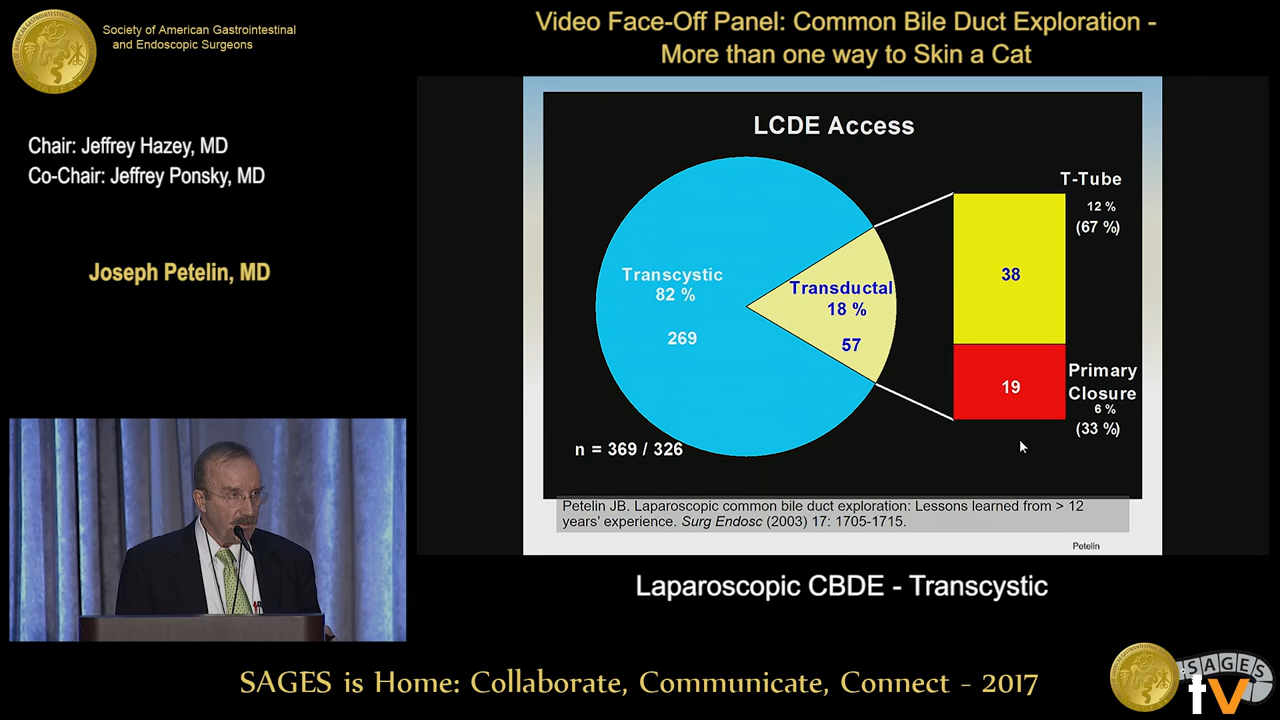 Society of American Gastrointestinal
and Endoscopic Surgeons
Video Face-Off Panel: Common Bile Duct Exploration -
More than one way to Skin a Cat
Chair: Jeffrey Hazey, MD
Co-Chair: Jeffrey Ponsky, MD
Joseph Petelin, MD
LCDE Access
Transcystic
82 %
269
Transductal
18 %
57
T-Tube
12 %
(67 %)
38
19
Primary
Closure
6 %
(33 %)
n = 369 / 326
Petelin JB. Laparoscopic common bile duct exploration: Lessons learned from > 12
years' experience. Surg Endosc (2003) 17: 1705-1715.
Petelin
Laparoscopic CBDE - Transcystic
SAGES is Home: Collaborate, Communicate, Connect - 2017
SAGES
tv